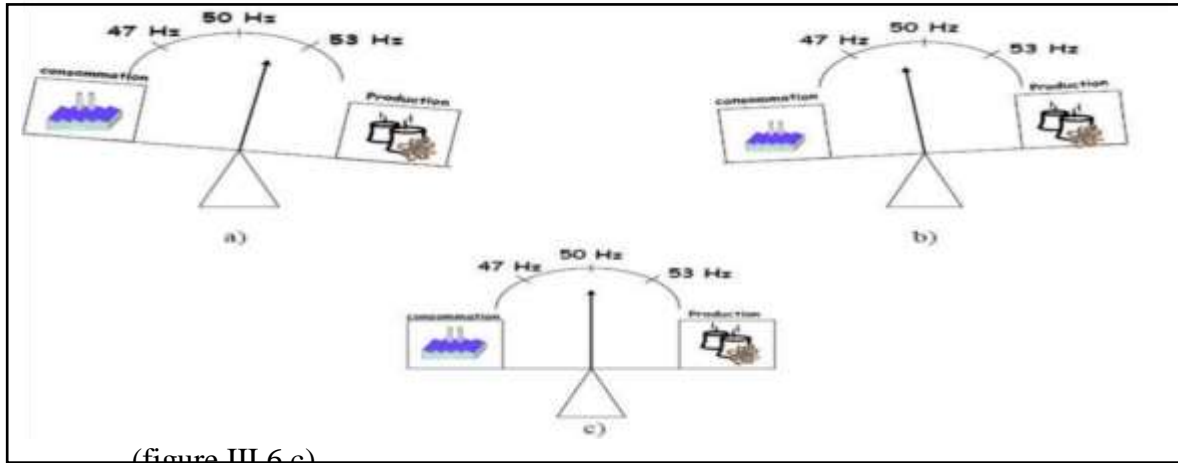 50 Hz
47 Hz
53 Hz
consommation
Production
a)
50 Hz
47 Hz
53 Hz
consommation
Production
b)
50 Hz
47 Hz
53 Hz
consommation
Production
c)
(figure III.6.c)